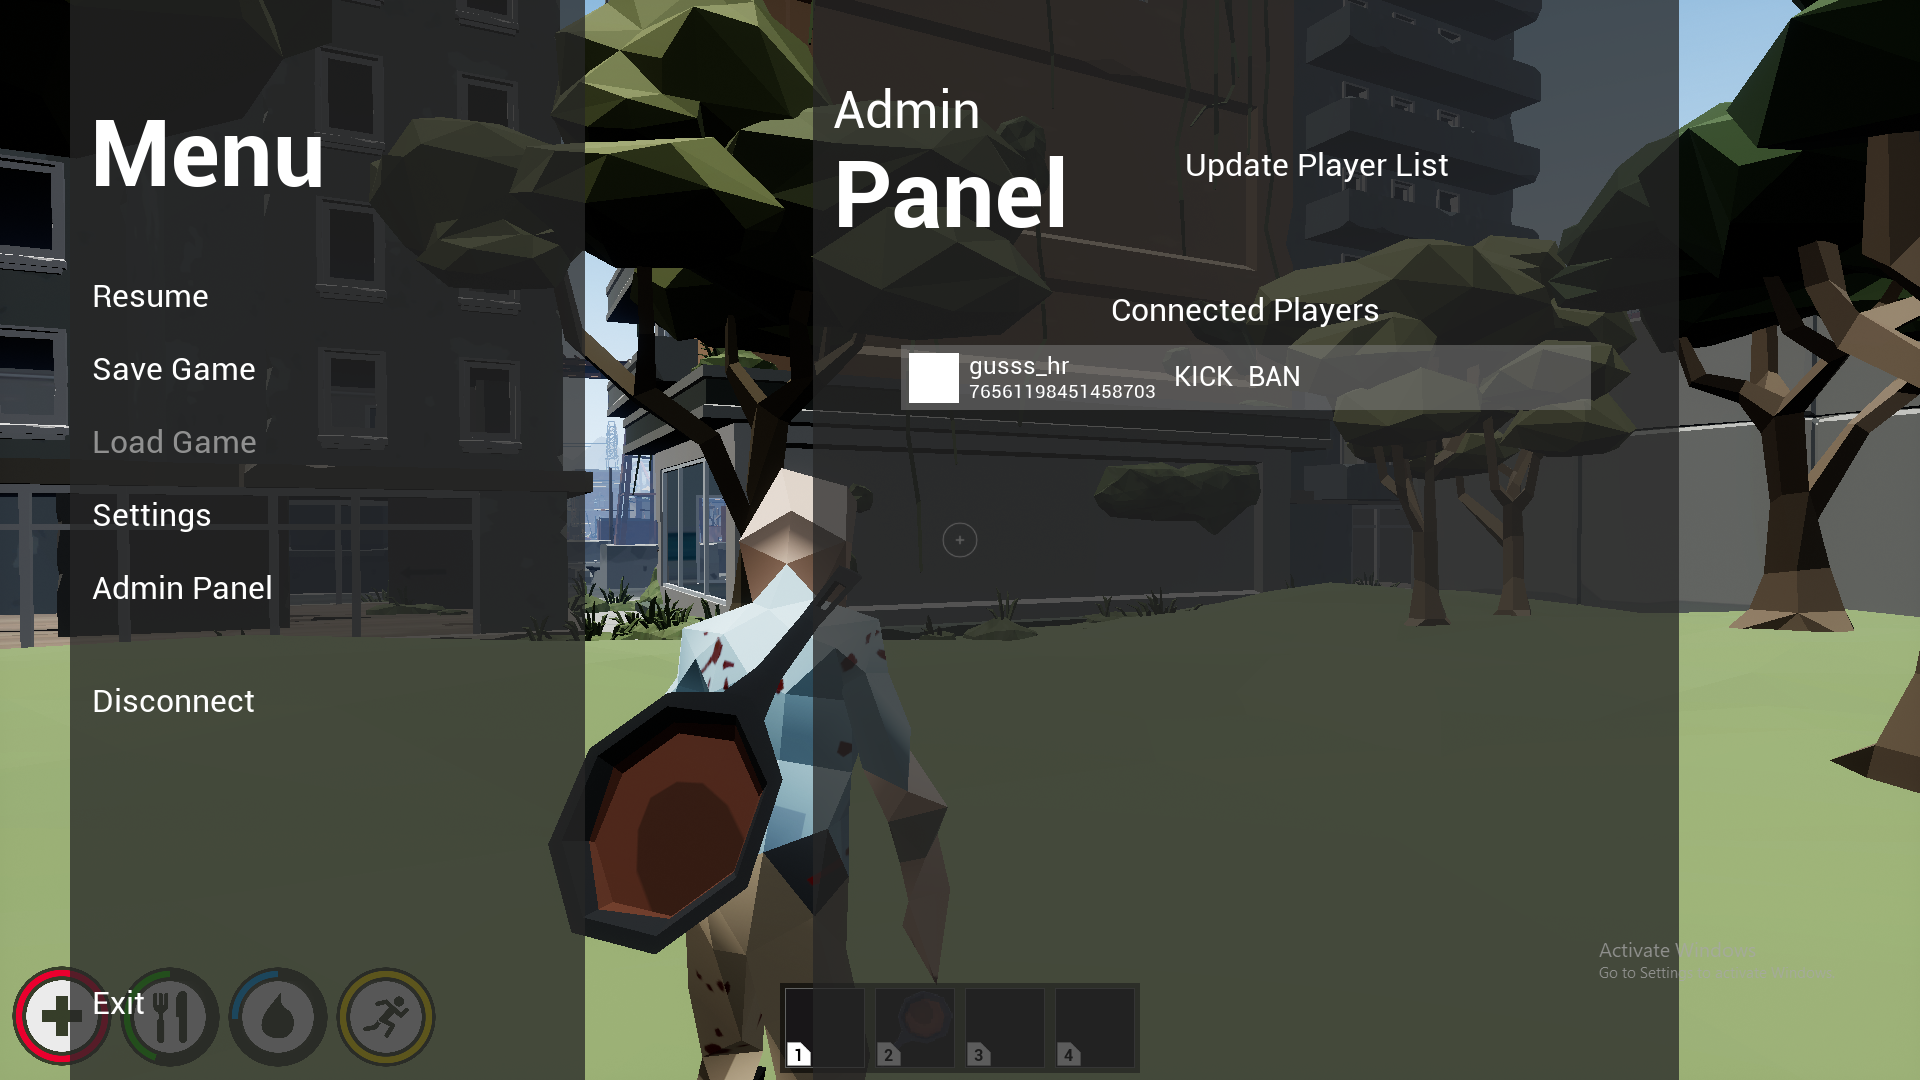 Menu
Resume
Save Game
Load Game
Settings
Admin Panel
Disconnect
Exit
Admin
Panel
Update Player List
Connected Players
gusss_hr
76561198451458703
KICK BAN
1
2
3
4
Activate
Go to